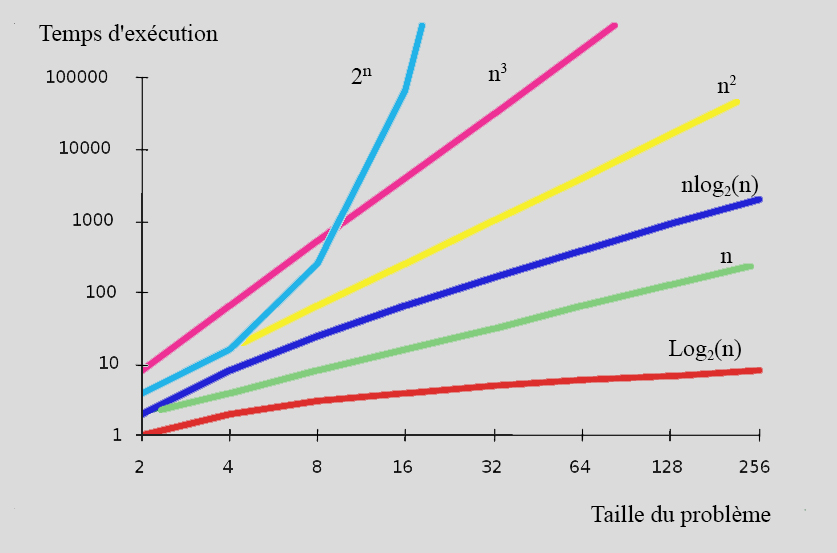 Temps d'exécution
2ⁿ
n³
n²
100000
10000
nlog₂(n)
1000
n
100
Log₂(n)
10
1
2 4 8 16 32 64 128 256
Taille du problème